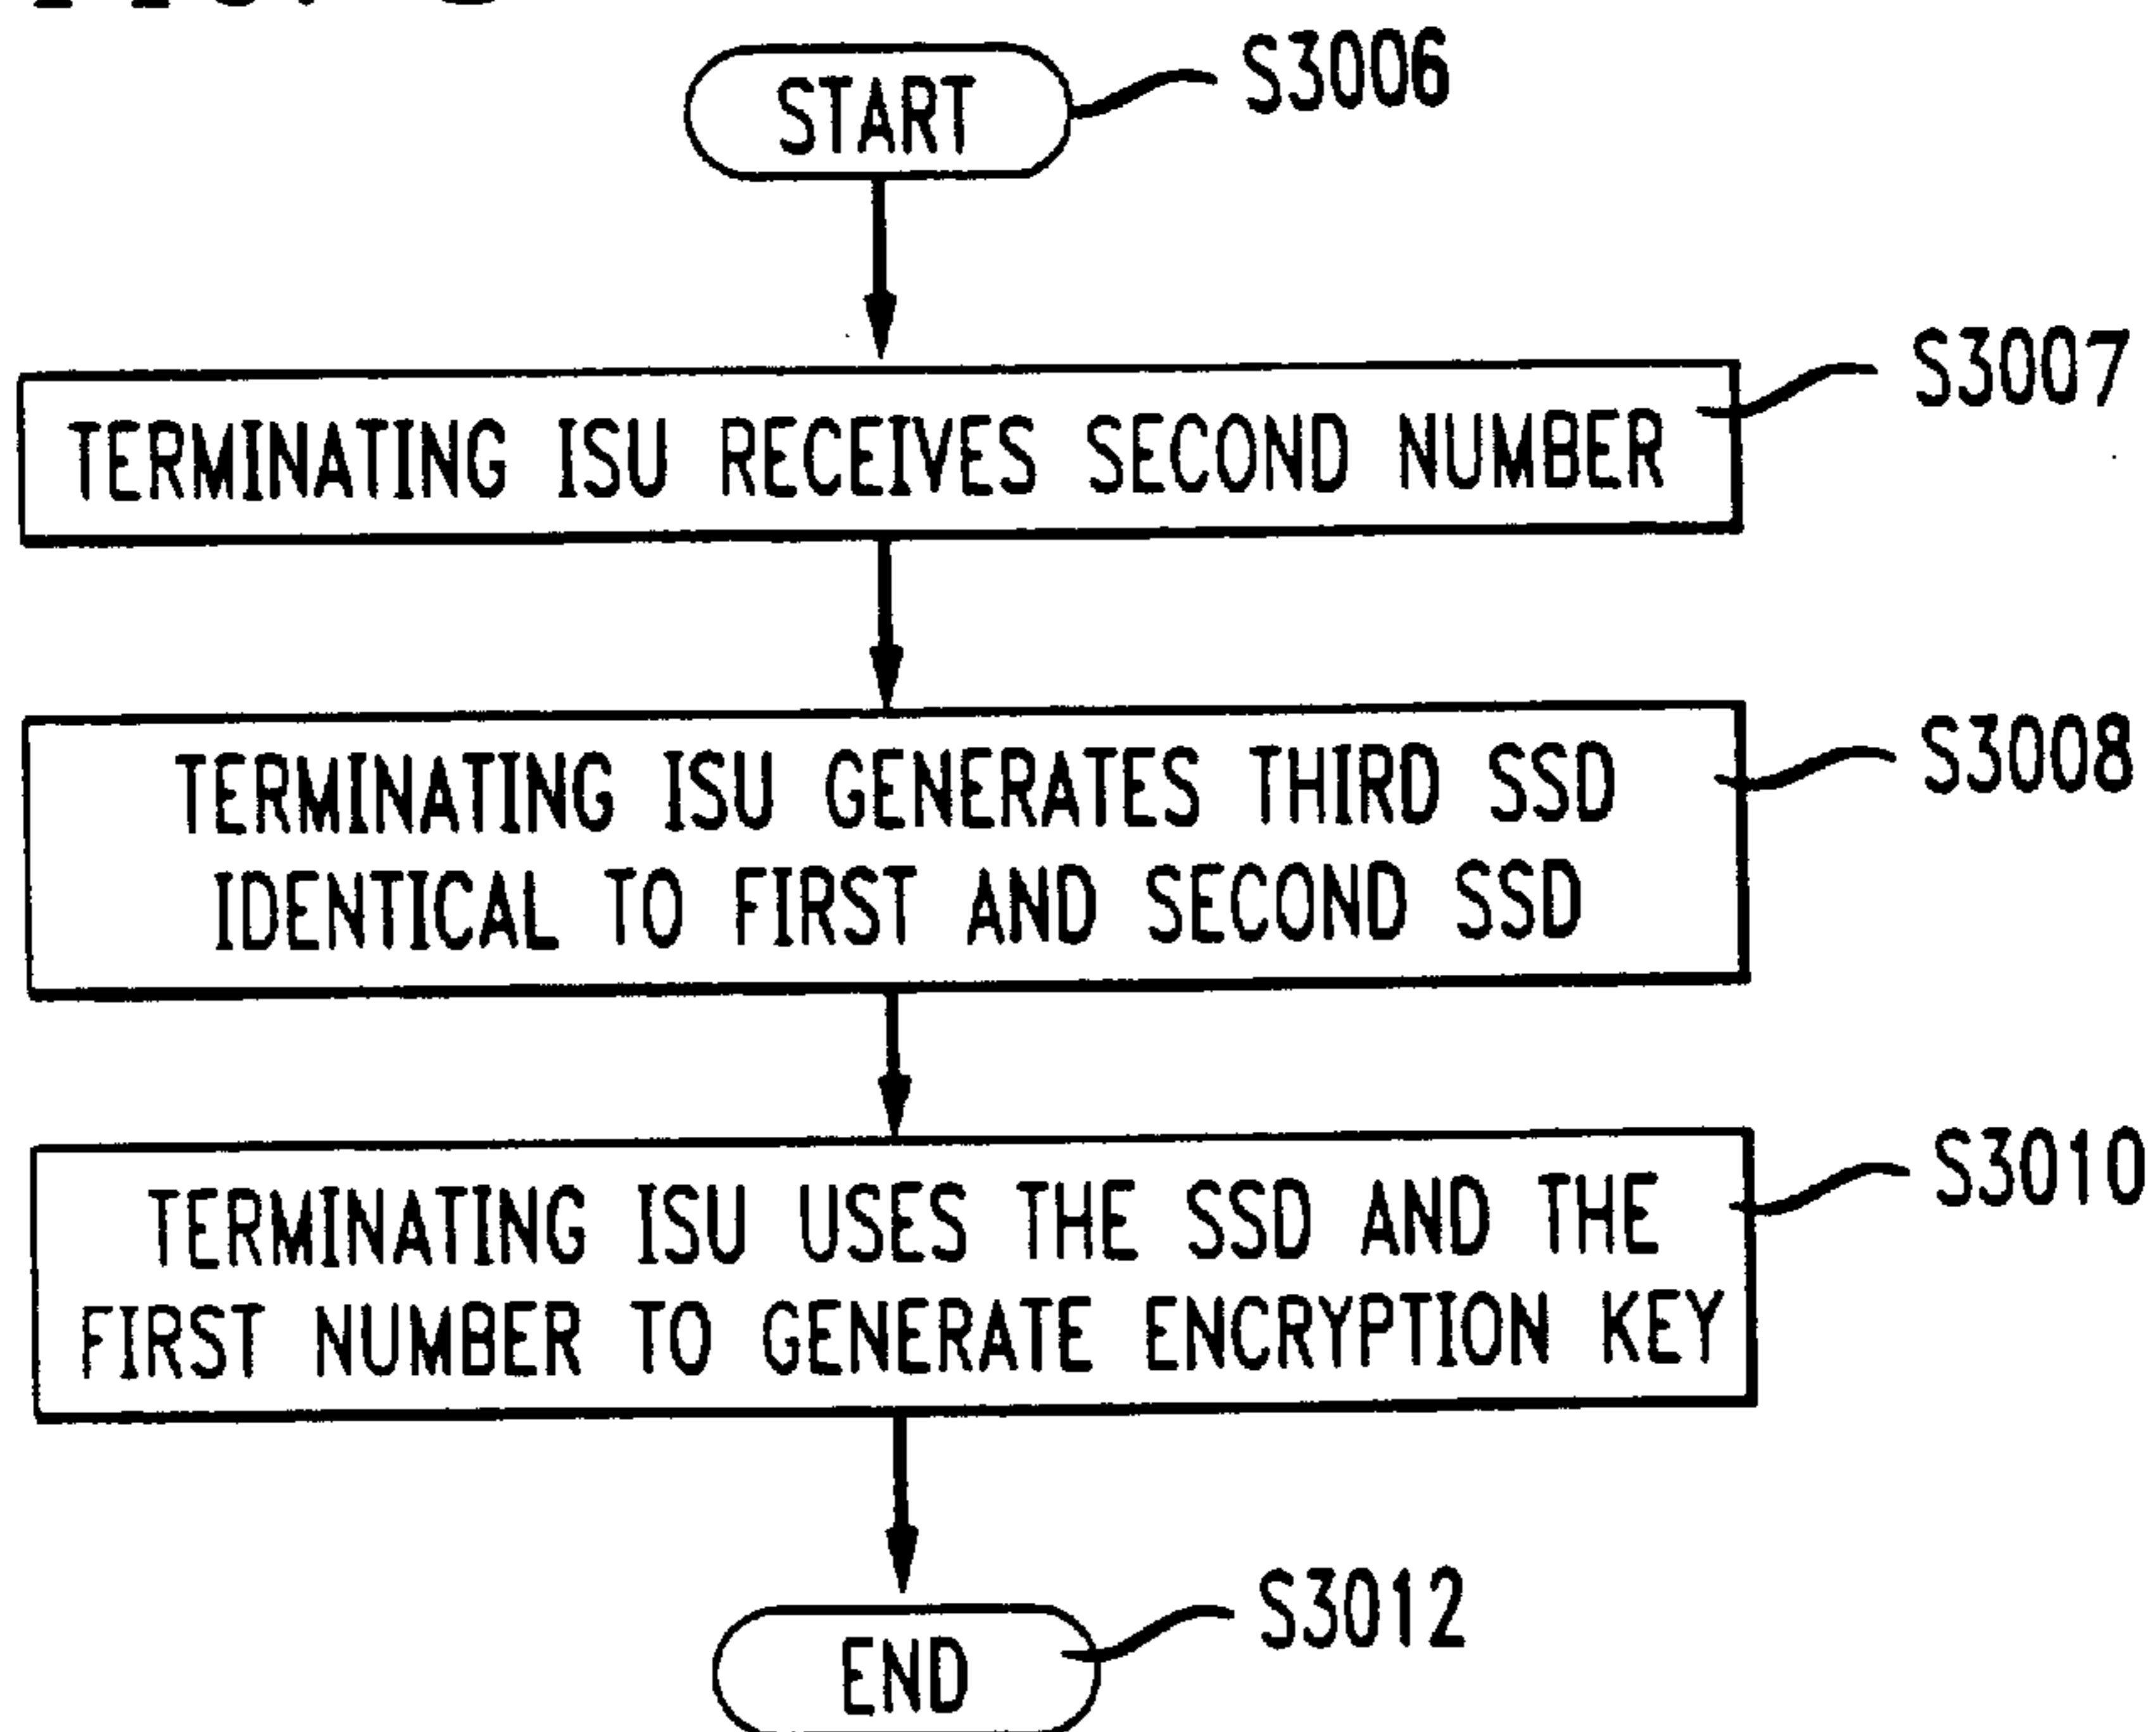 START
S3006
S3007
TERMINATING ISU RECEIVES SECOND NUMBER
S3008
TERMINATING ISU GENERATES THIRD SSD
IDENTICAL TO FIRST AND SECOND SSD
S3010
TERMINATING ISU USES THE SSD AND THE
FIRST NUMBER TO GENERATE ENCRYPTION KEY
S3012
END